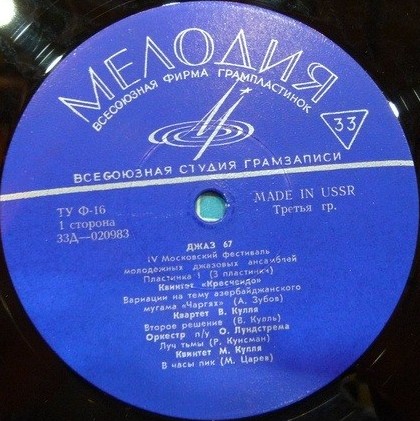 МЕЛОДИЯ
ВСЕСОЮЗНАЯ ФИРМА ГРАМПЛАСТИНОК
33
ВСЕСОЮЗНАЯ СТУДИЯ ГРАМЗАПИСИ
ТУ Ф-16
MADE IN USSR
1 сторона
Третья гр.
33Д—020983
ДЖАЗ 67
IV Московский фестиваль
молодежных джазовых ансамблей
Пластинка 1 (3 пластинки)
Квинтет «Крещендо»
Вариации на тему азербайджанского
мугама «Чаргях» (А. Зубов)
Квартет В. Кулля
Второе решение (В. Кулль)
Оркестр п/у О. Лундстрема
Луч тьмы (Г. Кунсман)
Квинтет М. Кулля
В часы пик (М. Царев)